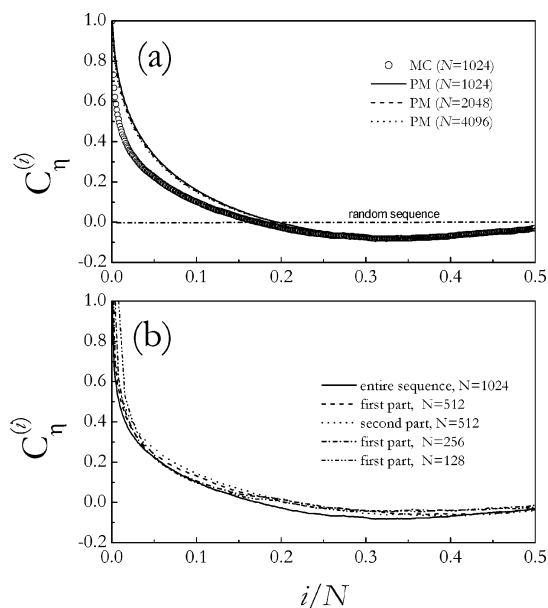 1.0
0.8
0.6
0.4
0.2
0.0
-0.2
C_η^(i)
(a)
MC (N=1024)
PM (N=1024)
PM (N=2048)
PM (N=4096)
random sequence
0.0 0.1 0.2 0.3 0.4 0.5
1.0
0.8
0.6
0.4
0.2
0.0
-0.2
C_η^(i)
(b)
entire sequence, N=1024
first part, N=512
second part, N=512
first part, N=256
first part, N=128
0.0 0.1 0.2 0.3 0.4 0.5
i/N